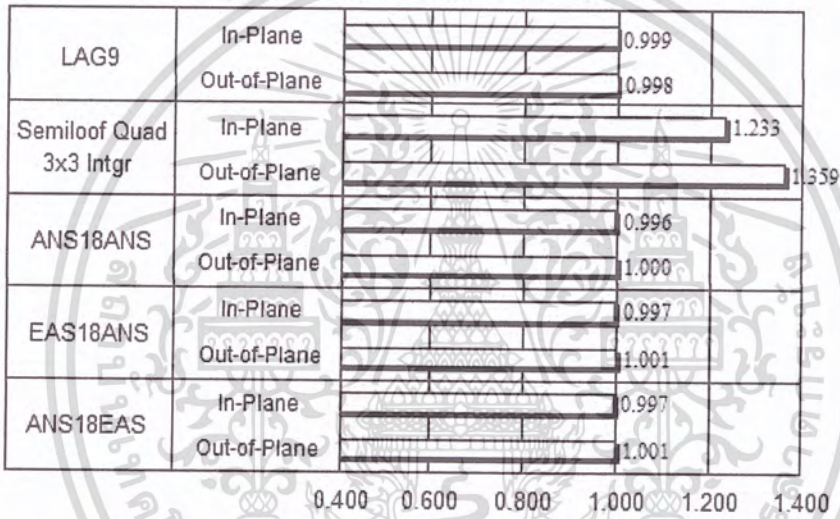 LAG9
In-Plane 0.999
Out-of-Plane 0.998
Semiloof Quad
3x3 Intgr
In-Plane 1.233
Out-of-Plane 1.359
ANS18ANS
In-Plane 0.996
Out-of-Plane 1.000
EAS18ANS
In-Plane 0.997
Out-of-Plane 1.001
ANS18EAS
In-Plane 0.997
Out-of-Plane 1.001
0.400 0.600 0.800 1.000 1.200 1.400